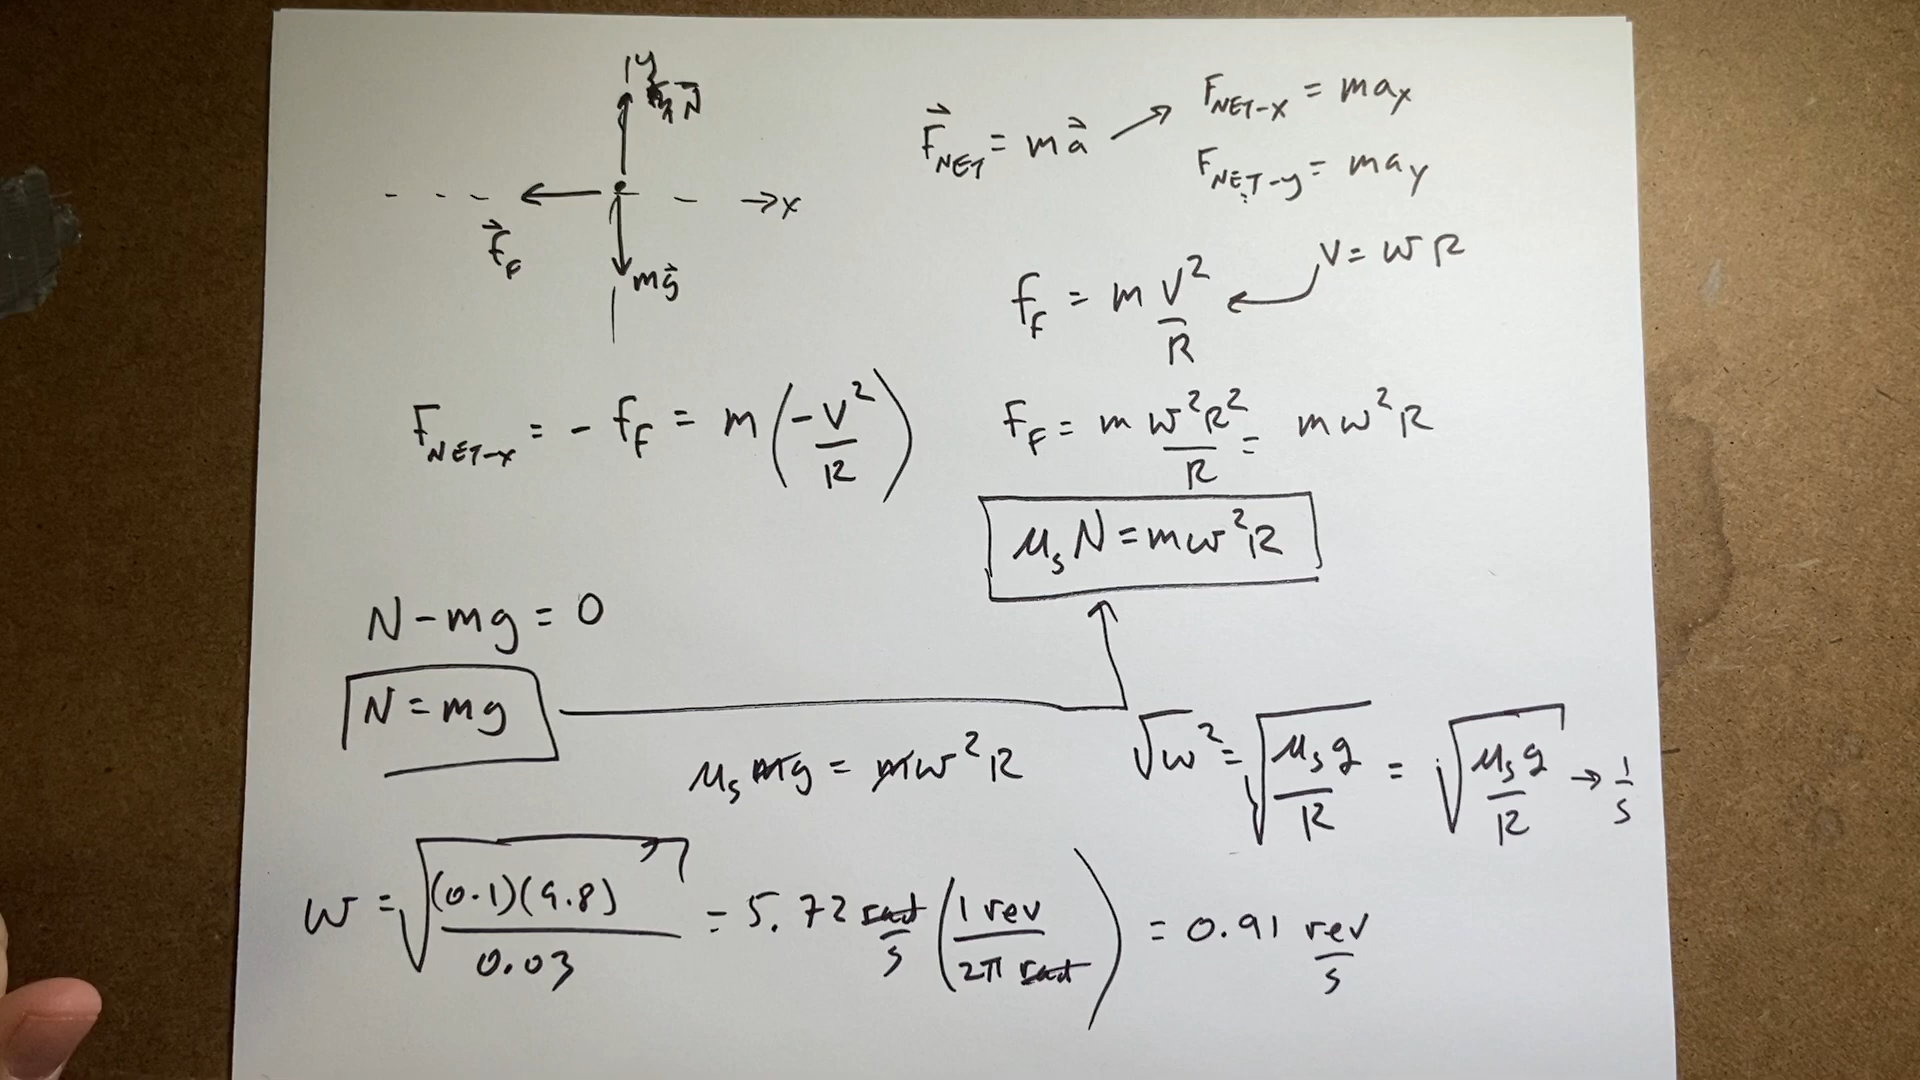 y
N⃗
→x
f⃗_F
mg⃗
F⃗_NET = ma⃗
F_NET-x = ma_x
F_NET-y = ma_y
f_F = m v²/R
v = ωR
F_NET-x = - f_F = m(-v²/R)
f_F = m ω²R²/R = mω²R
μ_s N = mω²R
N - mg = 0
N = mg
μ_s mg = mω²R
√ω² = √(μ_s g/R) = √(μ_s g/R) → 1/s
ω = √((0.1)(9.8)/0.03) = 5.72 rad/s (1 rev/2π rad) = 0.91 rev/s